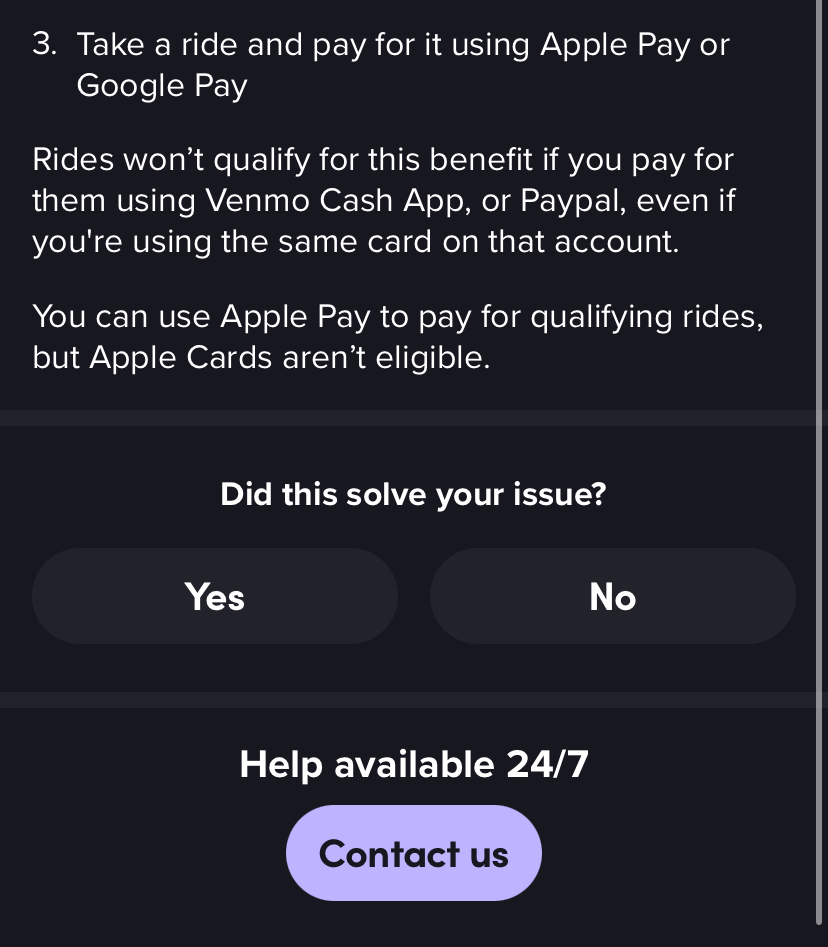 3. Take a ride and pay for it using Apple Pay or
Google Pay
Rides won’t qualify for this benefit if you pay for
them using Venmo Cash App, or Paypal, even if
you're using the same card on that account.
You can use Apple Pay to pay for qualifying rides,
but Apple Cards aren’t eligible.
Did this solve your issue?
Yes
No
Help available 24/7
Contact us